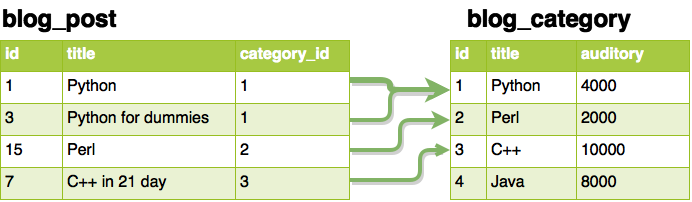 blog_post
id title category_id
1 Python 1
3 Python for dummies 1
15 Perl 2
7 C++ in 21 day 3
blog_category
id title auditory
1 Python 4000
2 Perl 2000
3 C++ 10000
4 Java 8000